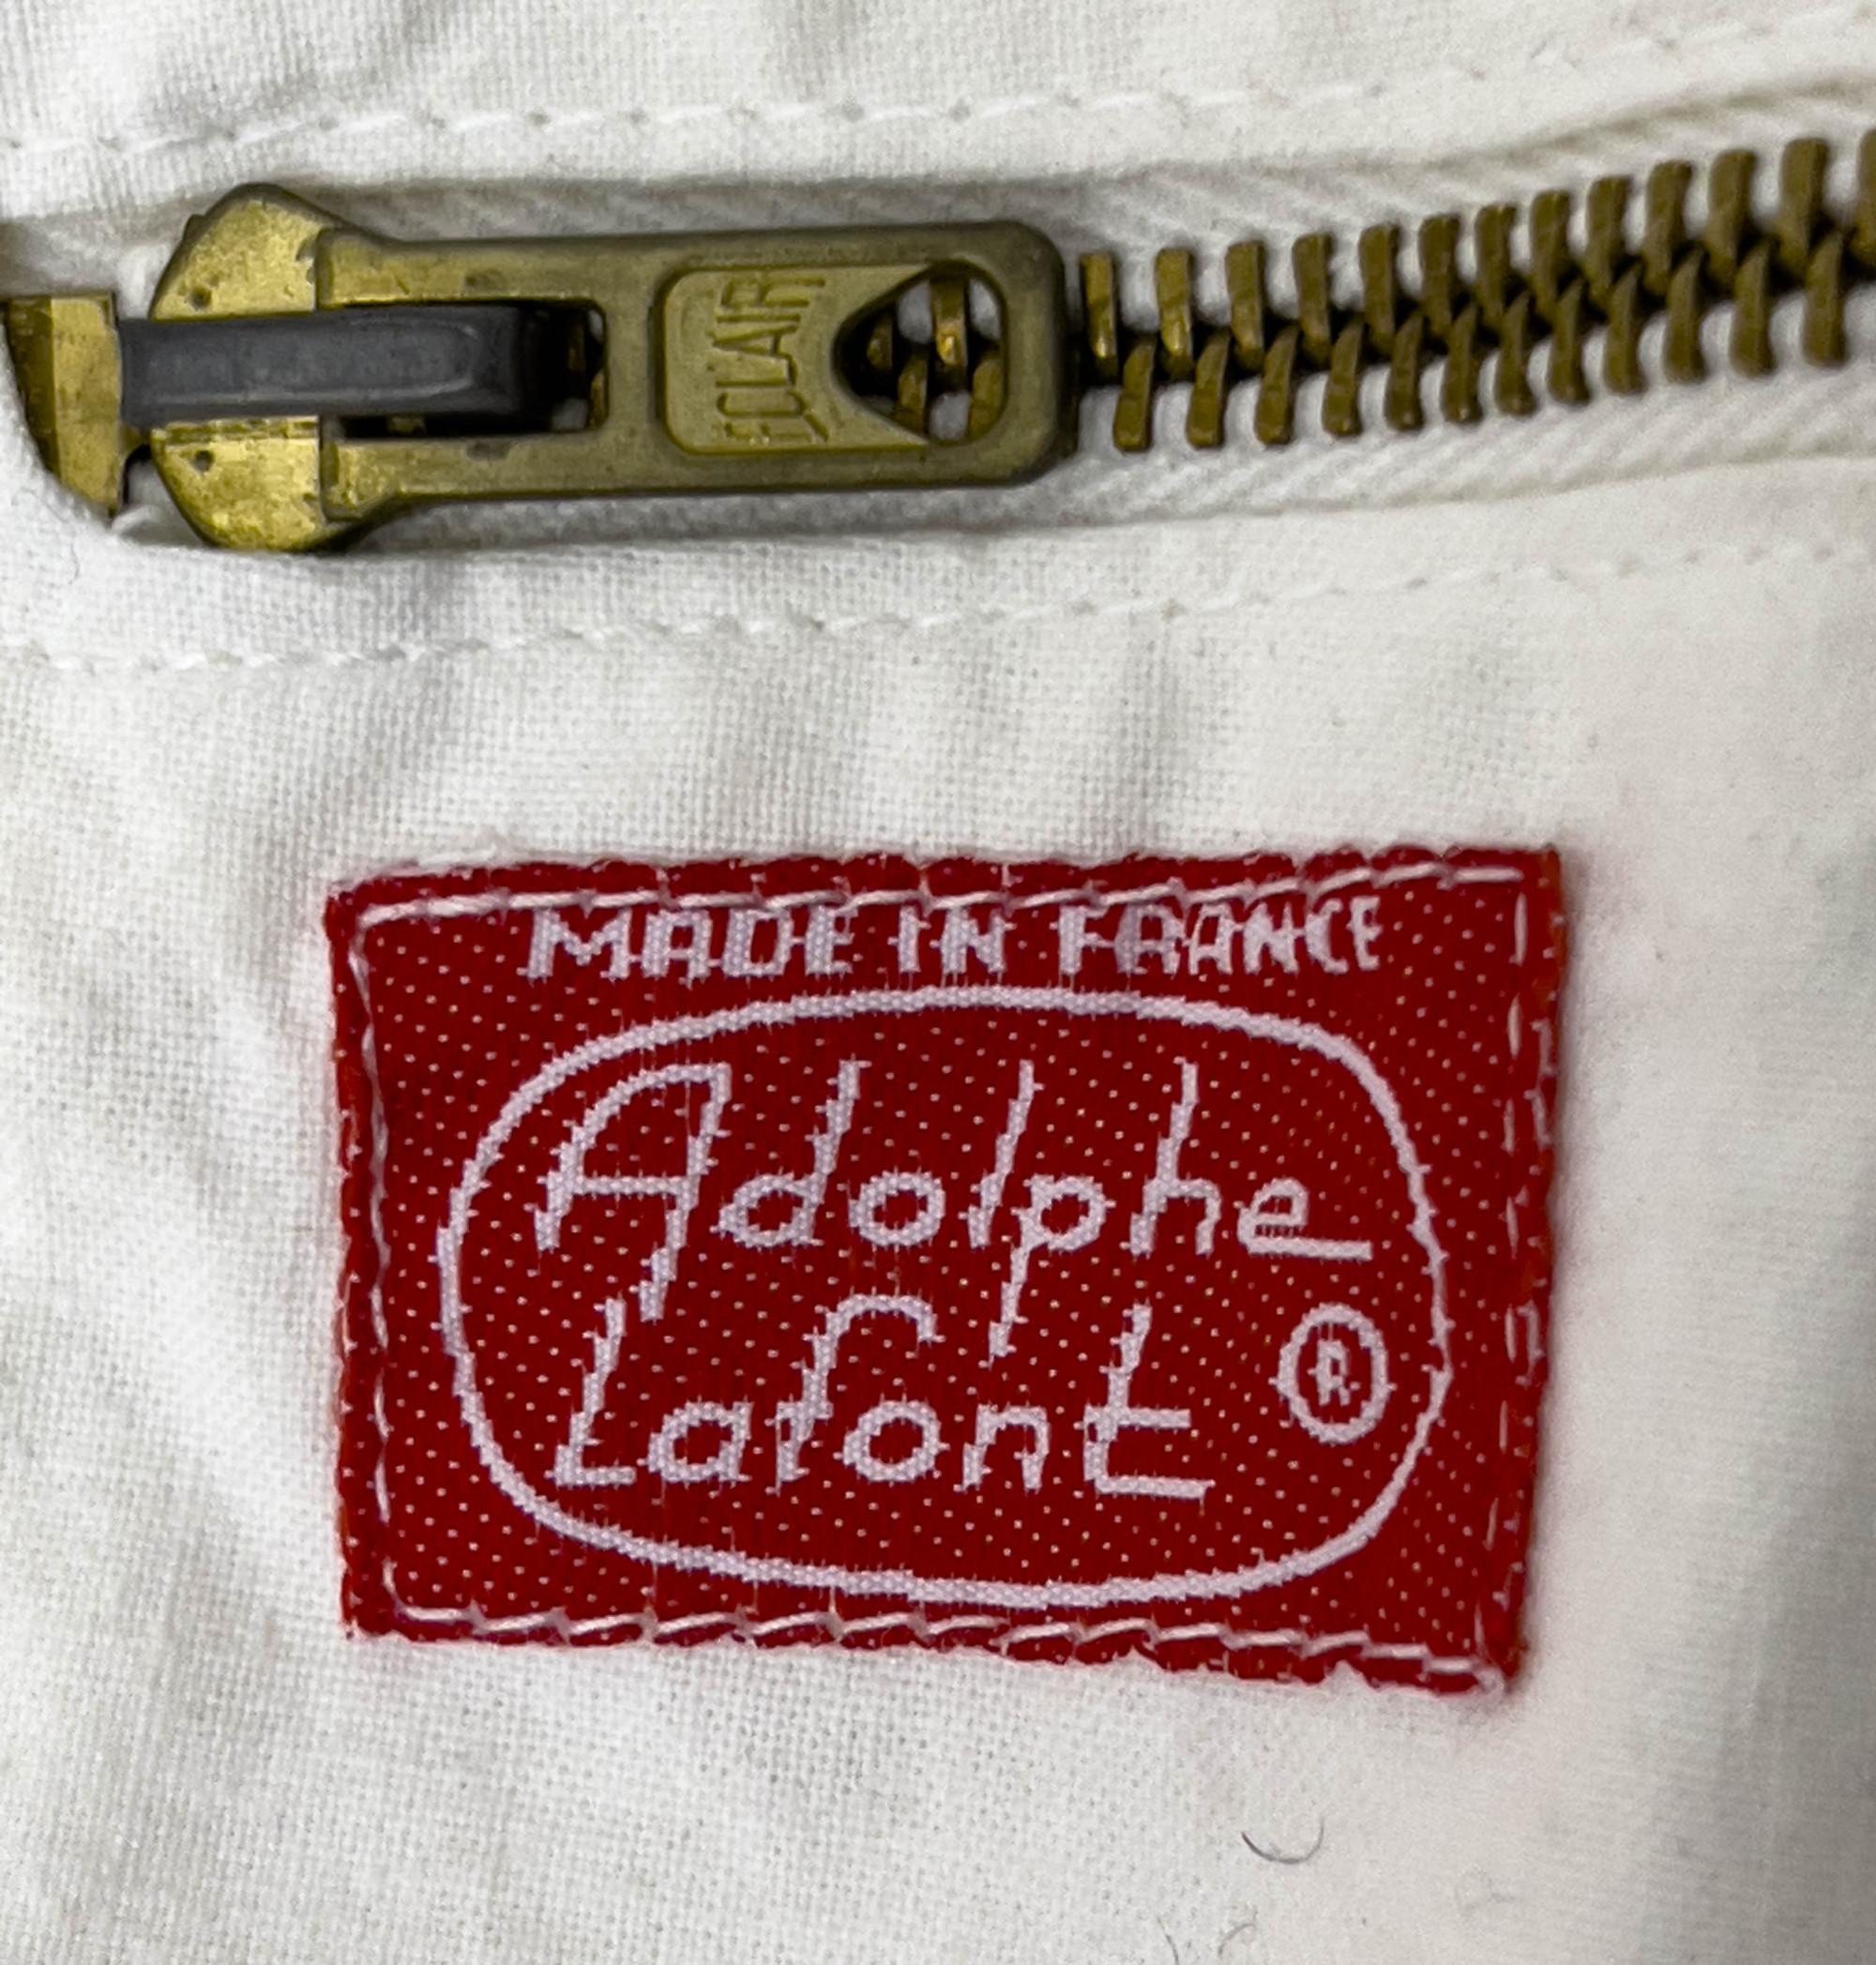 ECLAIR
MADE IN FRANCE
Adolphe
Lafont ®